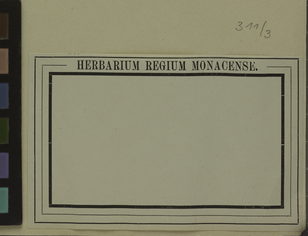 311/3
HERBARIUM REGIUM MONACENSE.